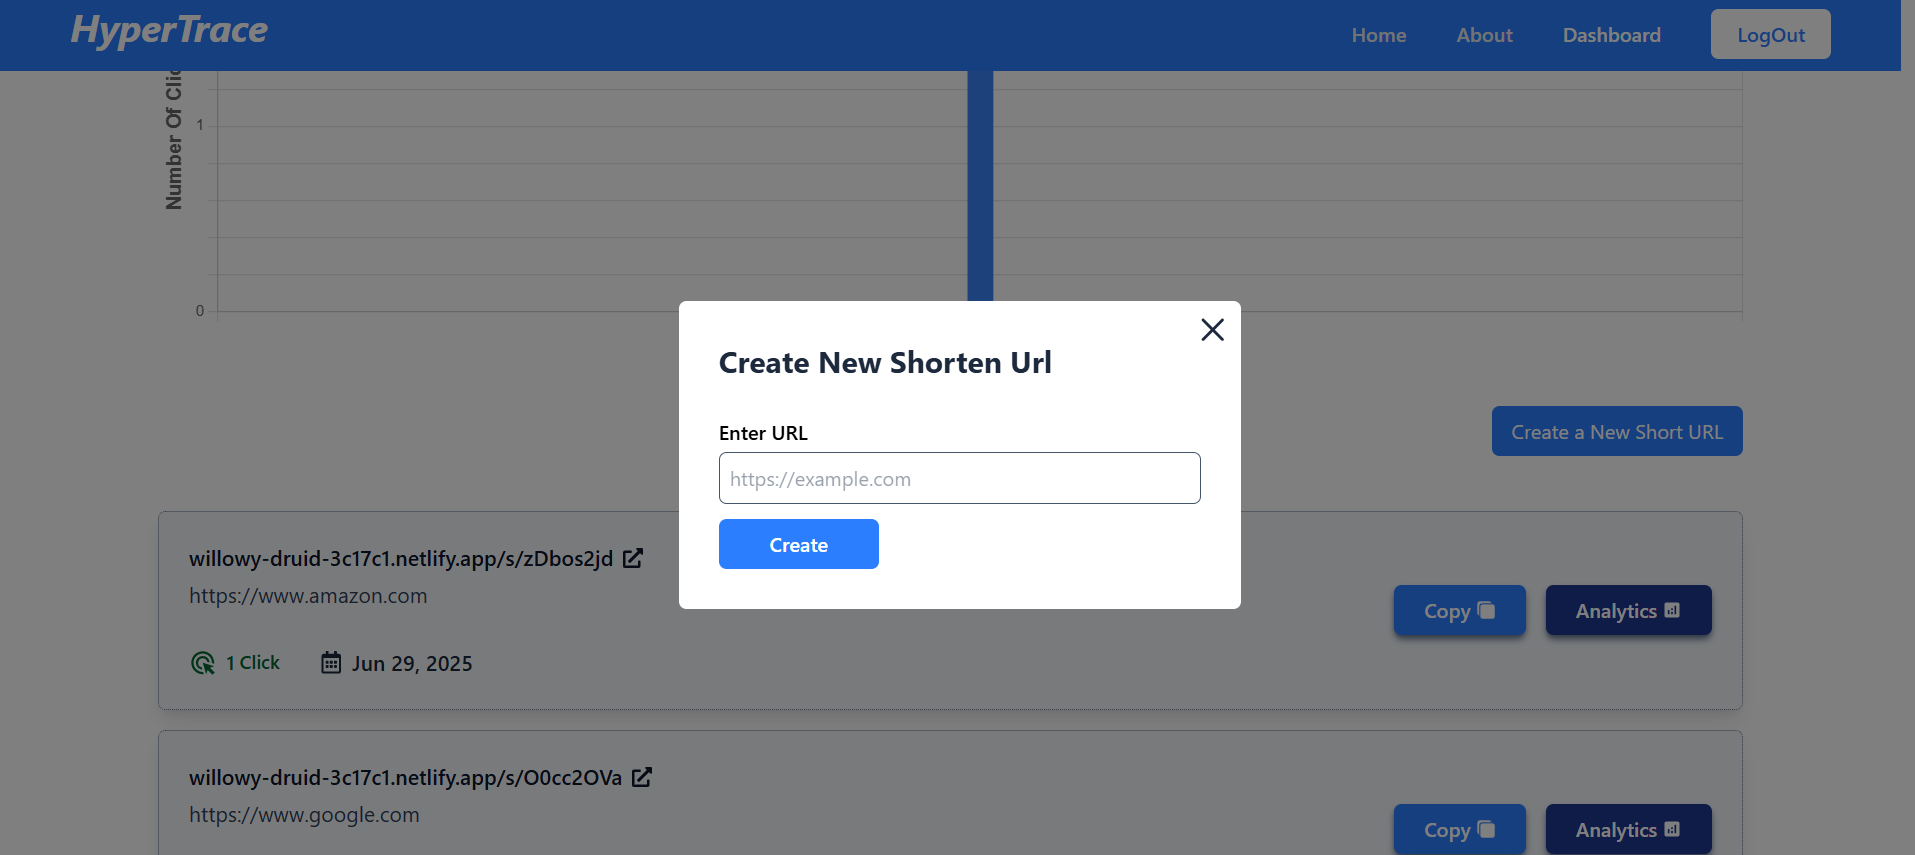 HyperTrace
Home
About
Dashboard
LogOut
1
0
Create New Shorten Url
Enter URL
https://example.com
Create
Create a New Short URL
willowy-druid-3c17c1.netlify.app/s/zDbos2jd
https://www.amazon.com
1 Click
Jun 29, 2025
Copy
Analytics
willowy-druid-3c17c1.netlify.app/s/O0cc2OVa
https://www.google.com
Copy
Analytics
Number Of